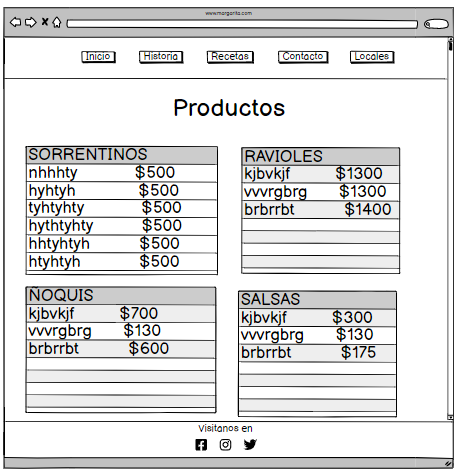 www.margarita.com
Inicio Historia Recetas Contacto Locales
Productos
SORRENTINOS
nhhhty $500
hyhtyh $500
tyhtyhty $500
hythtyhty $500
hhtyhtyh $500
htyhtyh $500
RAVIOLES
kjbvkjf $1300
vvvrgbrg $1300
brbrrbt $1400
ÑOQUIS
kjbvkjf $700
vvvrgbrg $130
brbrrbt $600
SALSAS
kjbvkjf $300
vvvrgbrg $130
brbrrbt $175
Visitanos en